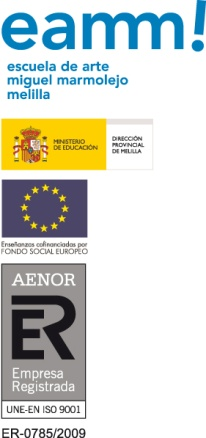 eamm!
escuela de arte
miguel marmolejo
melilla
MINISTERIO
DE EDUCACIÓN
DIRECCIÓN
PROVINCIAL
DE MELILLA
Enseñanzas cofinanciadas por
FONDO SOCIAL EUROPEO
AENOR
ER
Empresa
Registrada
UNE-EN ISO 9001
ER-0785/2009